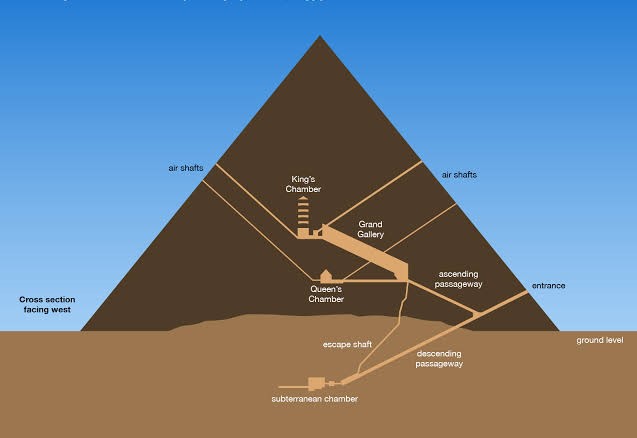 air shafts
King's
Chamber
air shafts
Grand
Gallery
ascending
passageway
entrance
Queen's
Chamber
Cross section
facing west
ground level
escape shaft
descending
passageway
subterranean chamber